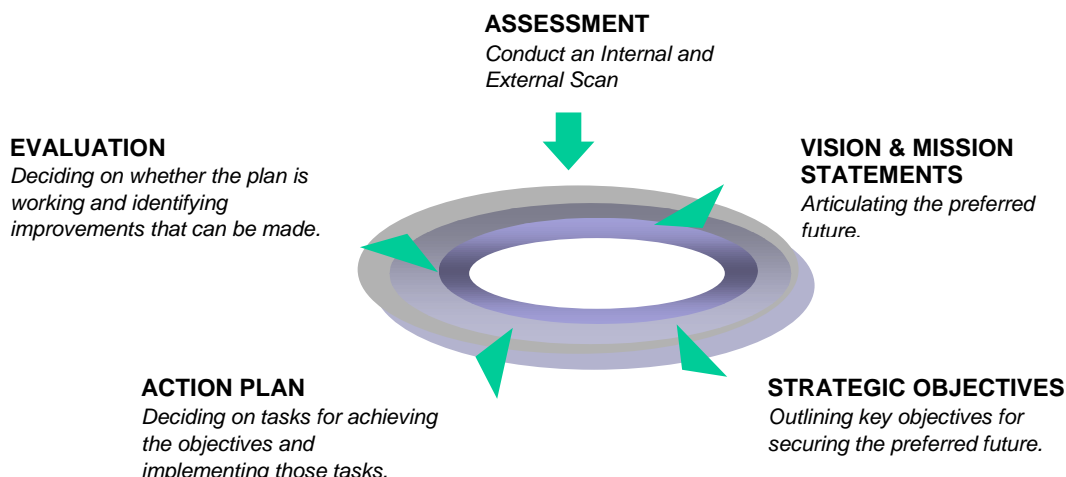 ASSESSMENT
Conduct an Internal and
External Scan
EVALUATION
Deciding on whether the plan is
working and identifying
improvements that can be made.
VISION & MISSION
STATEMENTS
Articulating the preferred
future.
ACTION PLAN
Deciding on tasks for achieving
the objectives and
implementing those tasks.
STRATEGIC OBJECTIVES
Outlining key objectives for
securing the preferred future.